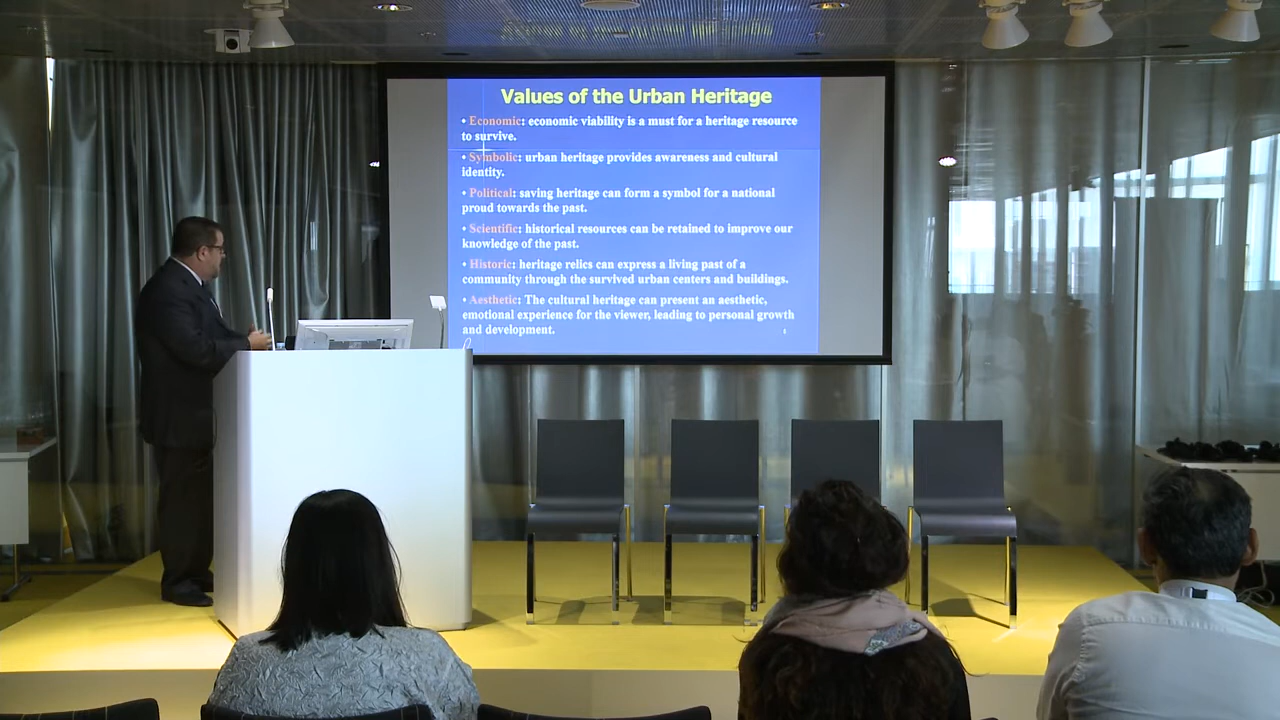 Values of the Urban Heritage
• Economic: economic viability is a must for a heritage resource
to survive.
• Symbolic: urban heritage provides awareness and cultural
identity.
• Political: saving heritage can form a symbol for a national
proud towards the past.
• Scientific: historical resources can be retained to improve our
knowledge of the past.
• Historic: heritage relics can express a living past of a
community through the survived urban centers and buildings.
• Aesthetic: The cultural heritage can present an aesthetic,
emotional experience for the viewer, leading to personal growth
and development.